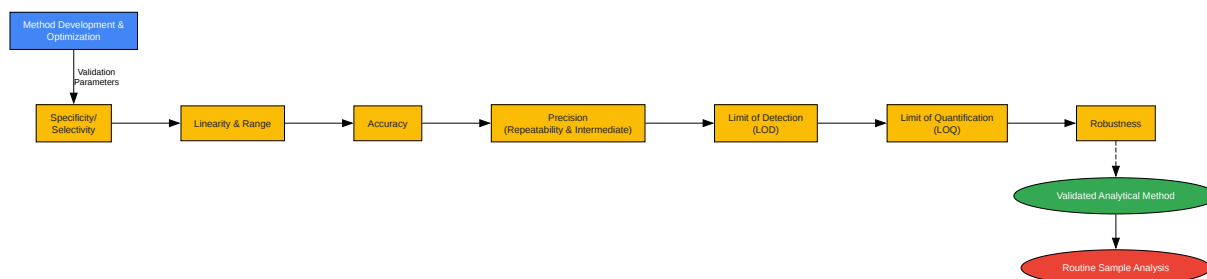 Method Development &
Optimization
Validation
Parameters
Specificity/
Selectivity
Linearity & Range
Accuracy
Precision
(Repeatability & Intermediate)
Limit of Detection
(LOD)
Limit of Quantification
(LOQ)
Robustness
Validated Analytical Method
Routine Sample Analysis